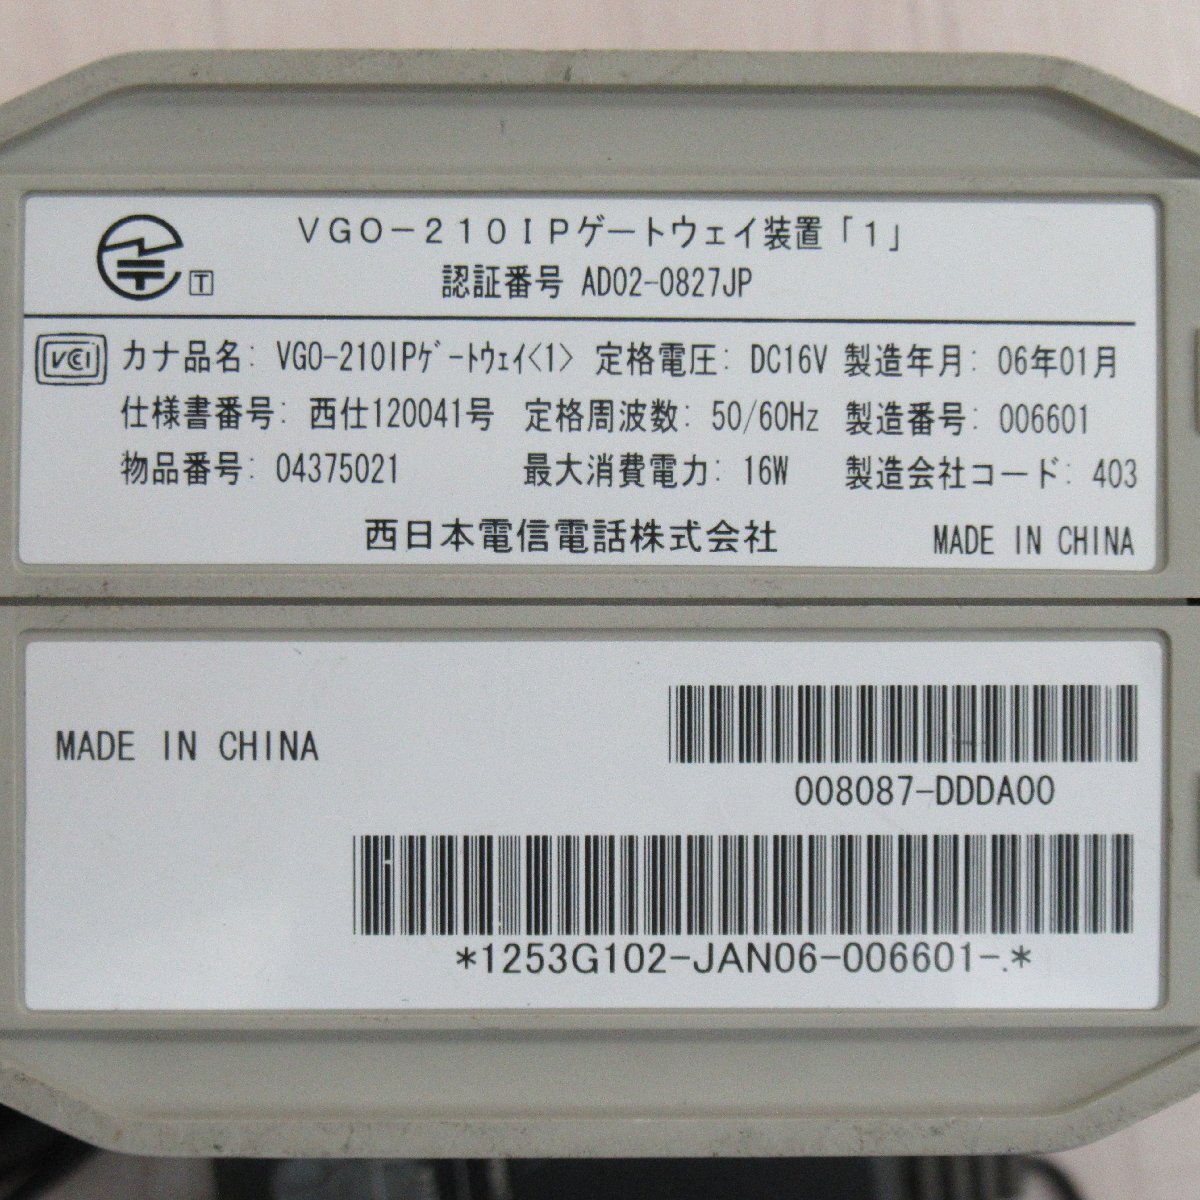 VGO-210IPゲートウェイ装置「1」
T
認証番号 AD02-0827JP
VCCI カナ品名: VGO-210IPｹﾞｰﾄｳｪｲ<1> 定格電圧: DC16V 製造年月: 06年01月
仕様書番号: 西仕120041号 定格周波数: 50/60Hz 製造番号: 006601
物品番号: 04375021 最大消費電力: 16W 製造会社コード: 403
西日本電信電話株式会社 MADE IN CHINA
MADE IN CHINA
008087-DDDA00
*1253G102-JAN06-006601-.*